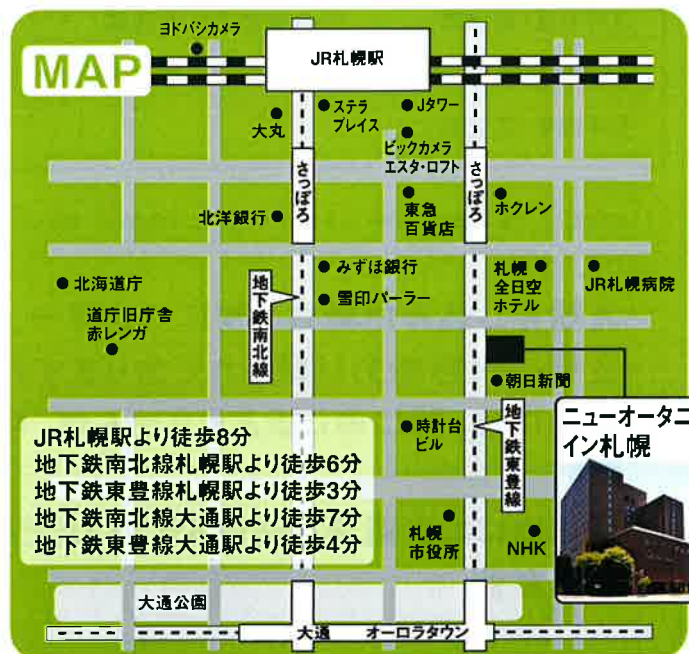 ヨドバシカメラ
MAP
JR札幌駅
大丸
ステラ
プレイス
Jタワー
ビックカメラ
エスタ・ロフト
さっぽろ
さっぽろ
北洋銀行
東急
百貨店
ホクレン
北海道庁
道庁旧庁舎
赤レンガ
地下鉄南北線
みずほ銀行
雪印パーラー
札幌
全日空
ホテル
JR札幌病院
朝日新聞
時計台
ビル
地下鉄東豊線
ニューオータニ
イン札幌
JR札幌駅より徒歩8分
地下鉄南北線札幌駅より徒歩6分
地下鉄東豊線札幌駅より徒歩3分
地下鉄南北線大通駅より徒歩7分
地下鉄東豊線大通駅より徒歩4分
札幌
市役所
NHK
大通公園
大通
オーロラタウン